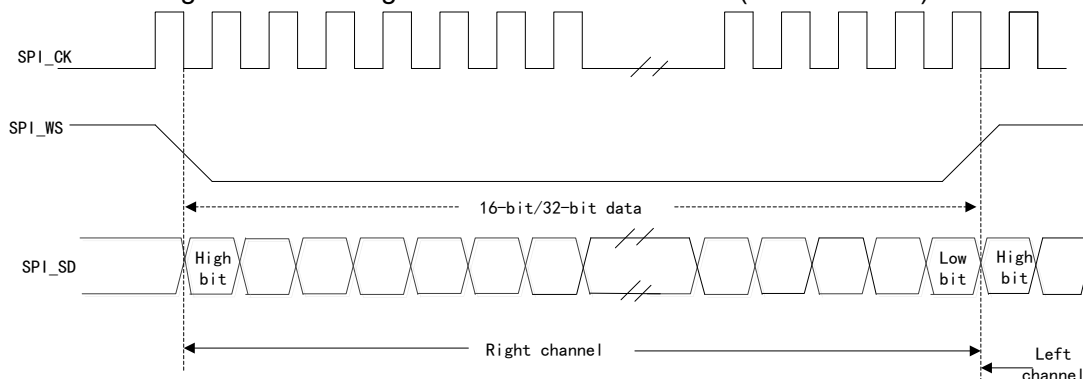 SPI_CK
SPI_WS
16-bit/32-bit data
SPI_SD
High
bit
Low
bit
High
bit
Right channel
Left
channel